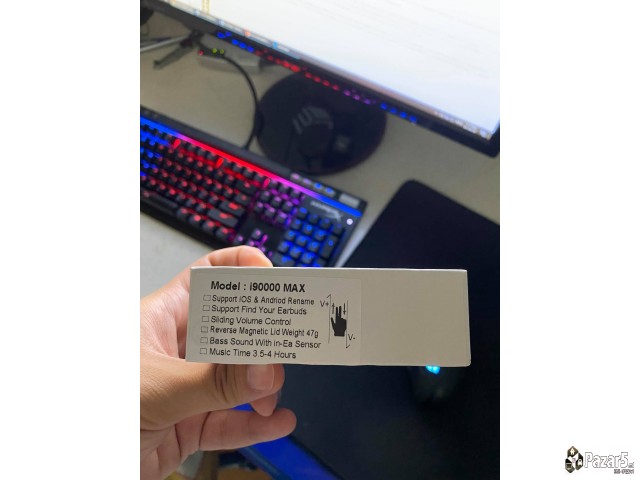 Model : i90000 MAX
Support iOS & Andriod Rename
Support Find Your Earbuds
Sliding Volume Control
Reverse Magnetic Lid Weight 47g
Bass Sound With in-Ea Sensor
Music Time 3.5-4 Hours
V+
V-
Pazar5